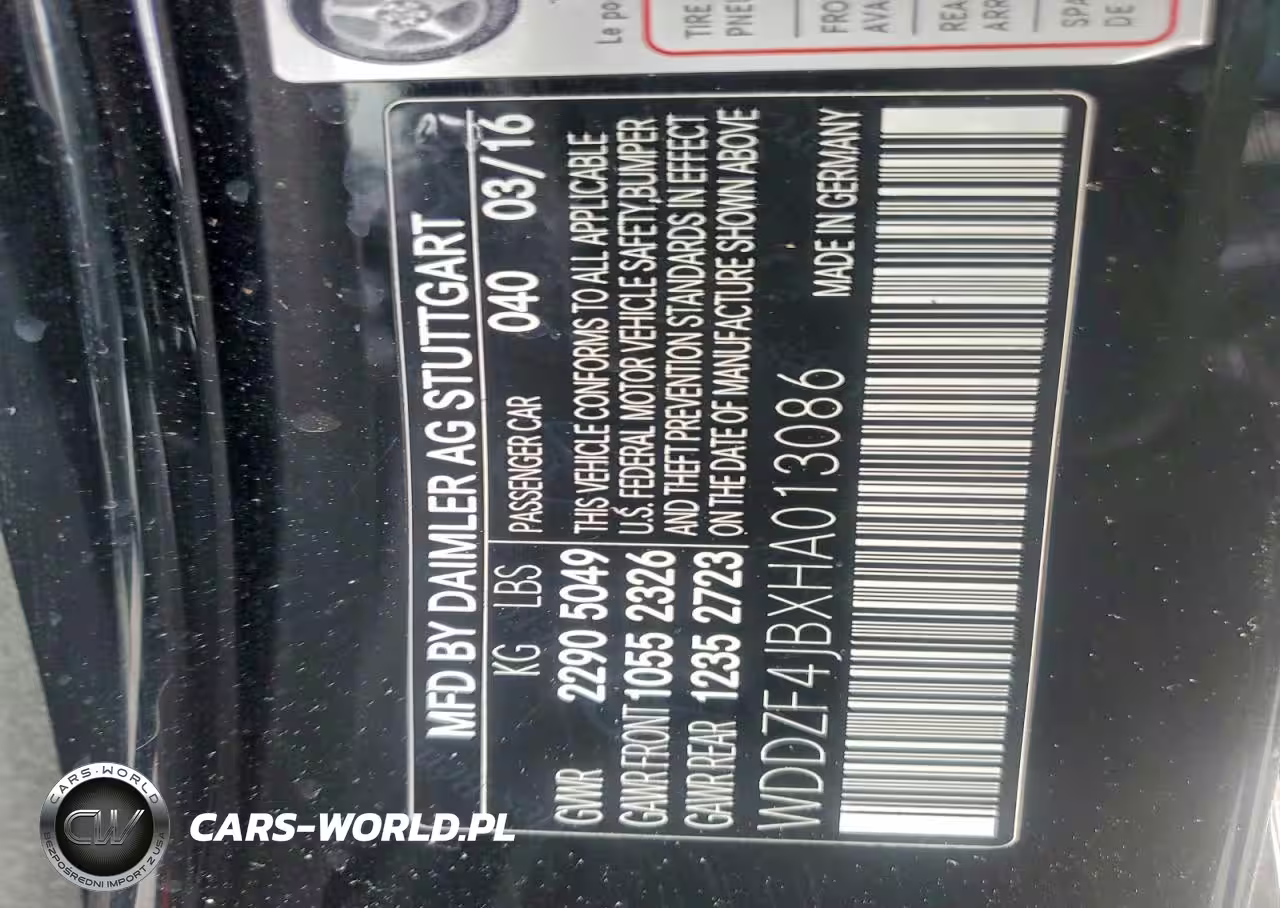 Le po
TIRE
PNEU
FRO
AVA
REA
ARR
SPA
DE
MFD BY DAIMLER AG STUTTGART
KG LBS PASSENGER CAR 040 03/16
GVWR 2290 5049
GAWR FRONT 1055 2326
GAWR REAR 1235 2723
THIS VEHICLE CONFORMS TO ALL APPLICABLE
U.S. FEDERAL MOTOR VEHICLE SAFETY,BUMPER
AND THEFT PREVENTION STANDARDS IN EFFECT
ON THE DATE OF MANUFACTURE SHOWN ABOVE
MADE IN GERMANY
WDDZF4JBXHA013086
CARS-WORLD
CW
BEZPOŚREDNI IMPORT Z USA
CARS-WORLD.PL